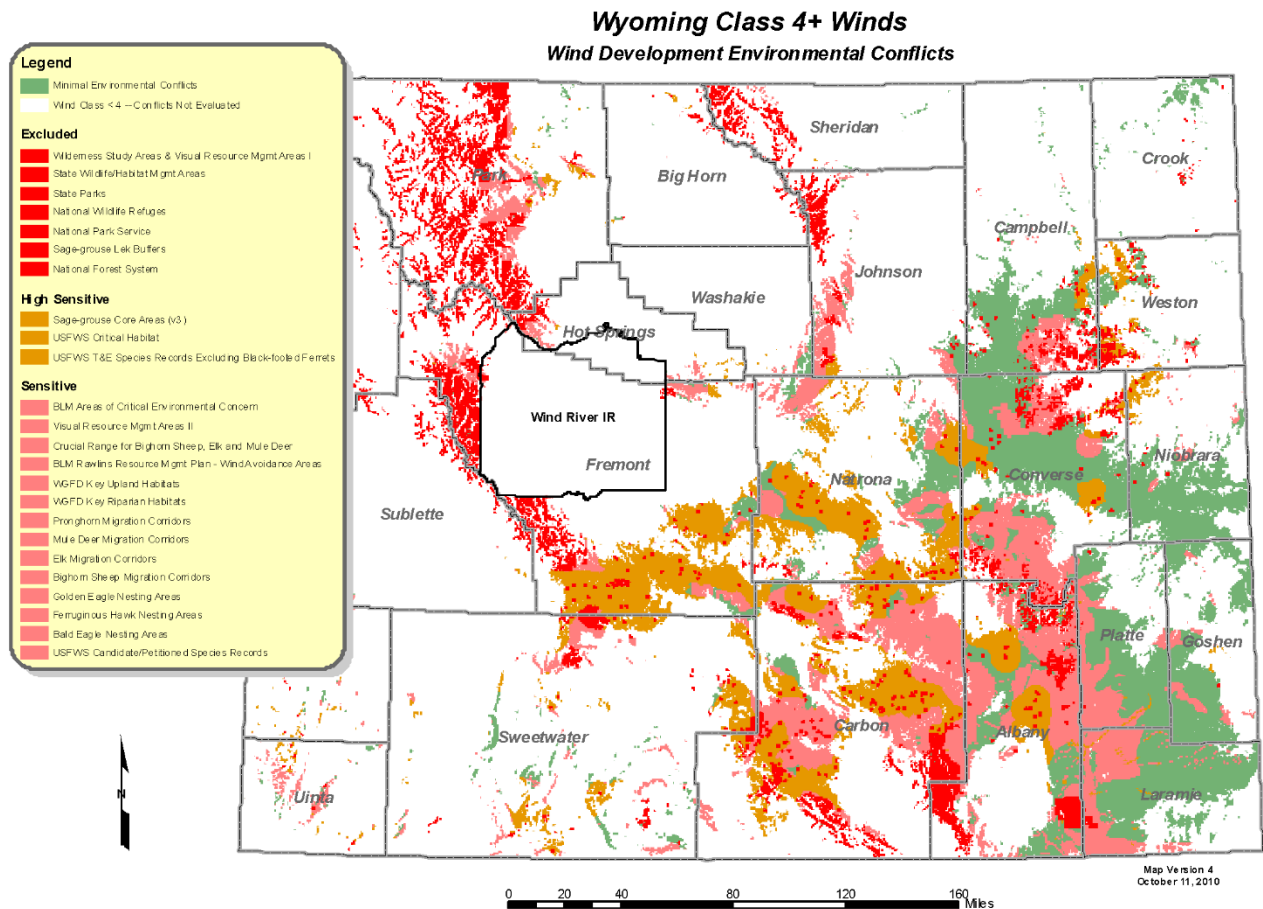 Wyoming Class 4+ Winds
Wind Development Environmental Conflicts
Legend
Minimal Environmental Conflicts
Wind Class < 4 -- Conflicts Not Evaluated
Excluded
Wilderness Study Areas & Visual Resource Mgmt Areas I
State Wildlife/Habitat Mgmt Areas
State Parks
National Wildlife Refuges
National Park Service
Sage-grouse Lek Buffers
National Forest System
High Sensitive
Sage-grouse Core Areas (v3)
USFWS Critical Habitat
USFWS T&E Species Records Excluding Black-footed Ferrets
Sensitive
BLM Areas of Critical Environmental Concern
Visual Resource Mgmt Areas II
Crucial Range for Bighorn Sheep, Elk and Mule Deer
BLM Rawlins Resource Mgmt Plan - Wind Avoidance Areas
WGFD Key Upland Habitats
WGFD Key Riparian Habitats
Pronghorn Migration Corridors
Mule Deer Migration Corridors
Elk Migration Corridors
Bighorn Sheep Migration Corridors
Golden Eagle Nesting Areas
Ferruginous Hawk Nesting Areas
Bald Eagle Nesting Areas
USFWS Candidate/Petitioned Species Records
Sheridan
Crook
Park
Big Horn
Campbell
Johnson
Washakie
Weston
Hot Springs
Wind River IR
Fremont
Natrona
Converse
Niobrara
Sublette
Platte
Goshen
Carbon
Albany
Sweetwater
Uinta
Laramie
N
Map Version 4
October 11, 2010
0 20 40 80 120 160
Miles